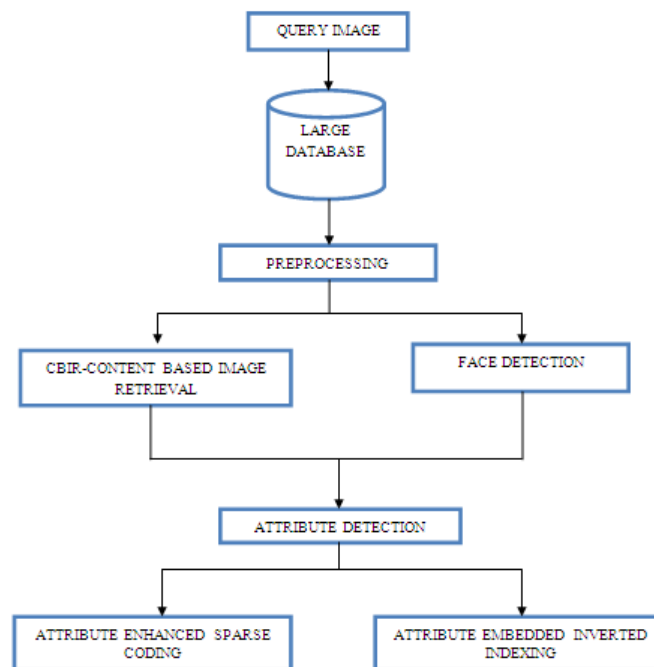 QUERY IMAGE
LARGE
DATABASE
PREPROCESSING
CBIR-CONTENT BASED IMAGE
RETRIEVAL
FACE DETECTION
ATTRIBUTE DETECTION
ATTRIBUTE ENHANCED SPARSE
CODING
ATTRIBUTE EMBEDDED INVERTED
INDEXING